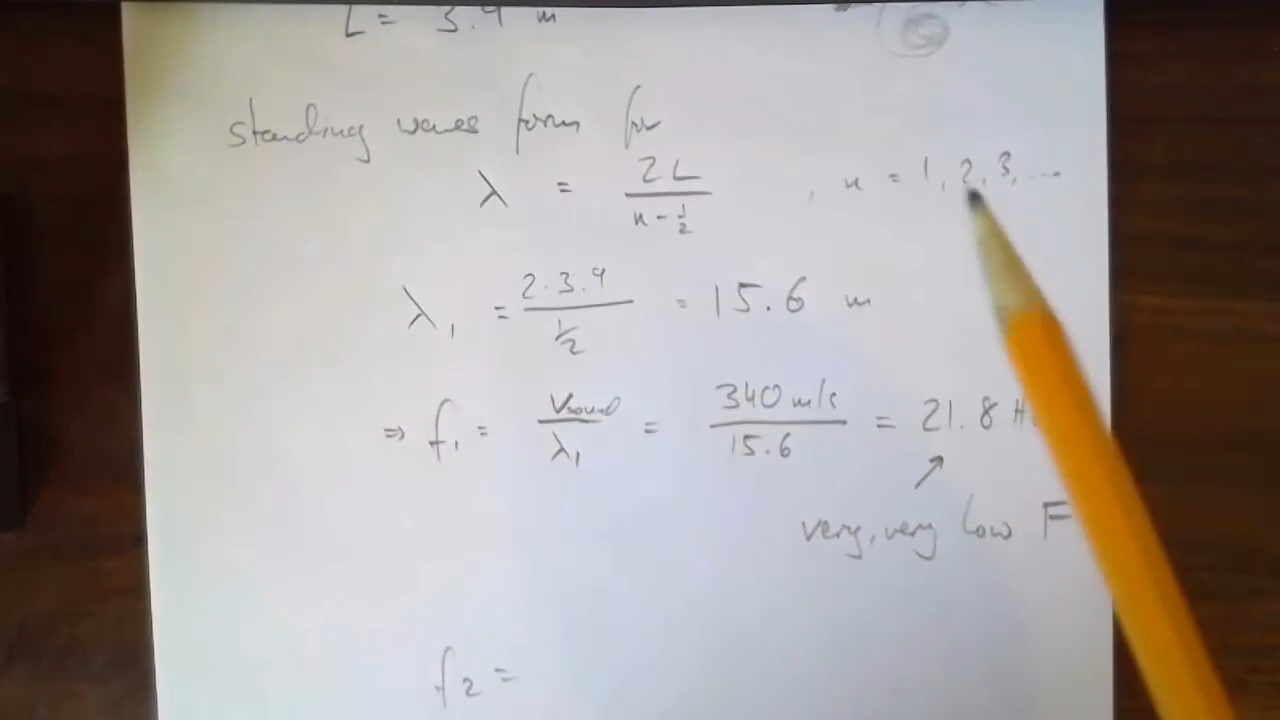 L = 3.9 m
standing waves form for
λ = 2L / (n - 1/2) , n = 1, 2, 3, ...
λ₁ = 2·3.9 / (1/2) = 15.6 m
⇒ f₁ = Vsound / λ₁ = 340 m/s / 15.6 = 21.8
very, very low F
f₂ =